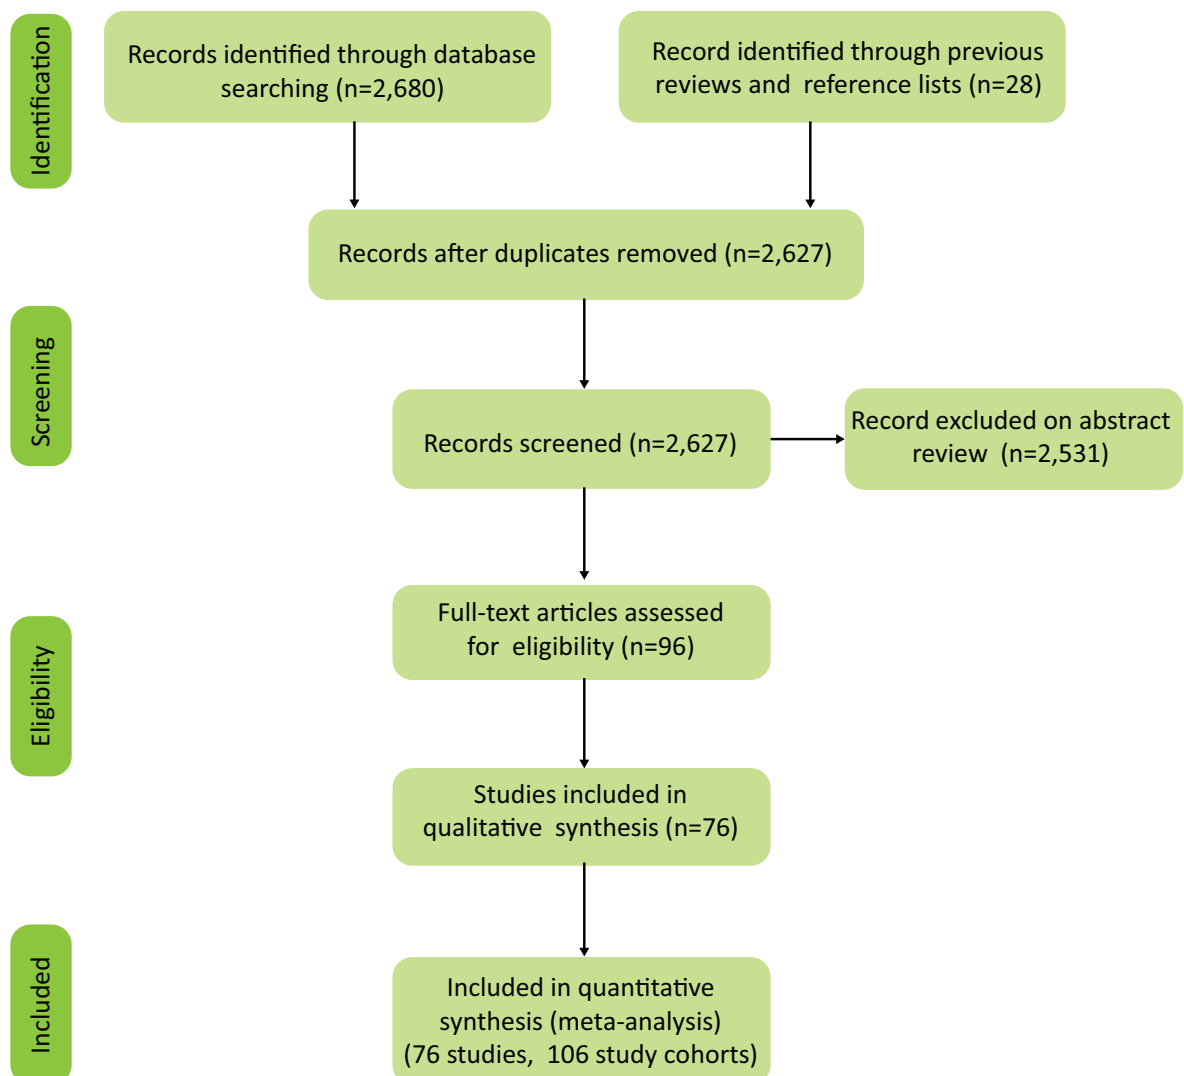 Identification
Records identified through database
searching (n=2,680)
Record identified through previous
reviews and reference lists (n=28)
Records after duplicates removed (n=2,627)
Screening
Records screened (n=2,627)
Record excluded on abstract
review (n=2,531)
Eligibility
Full-text articles assessed
for eligibility (n=96)
Studies included in
qualitative synthesis (n=76)
Included
Included in quantitative
synthesis (meta-analysis)
(76 studies, 106 study cohorts)